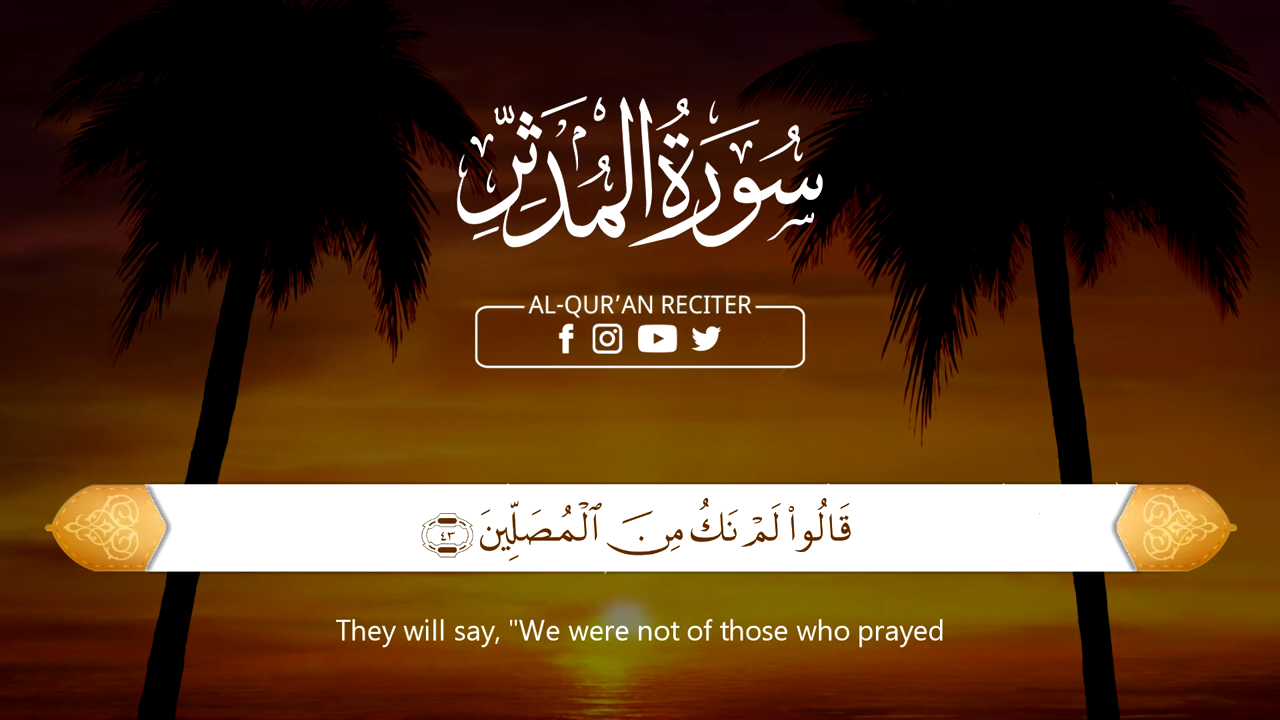 سُورَةُ المُدَّثِّرِ
AL-QUR’AN RECITER
قَالُوا۟ لَمْ نَكُ مِنَ ٱلْمُصَلِّينَ ٤٣
They will say, "We were not of those who prayed